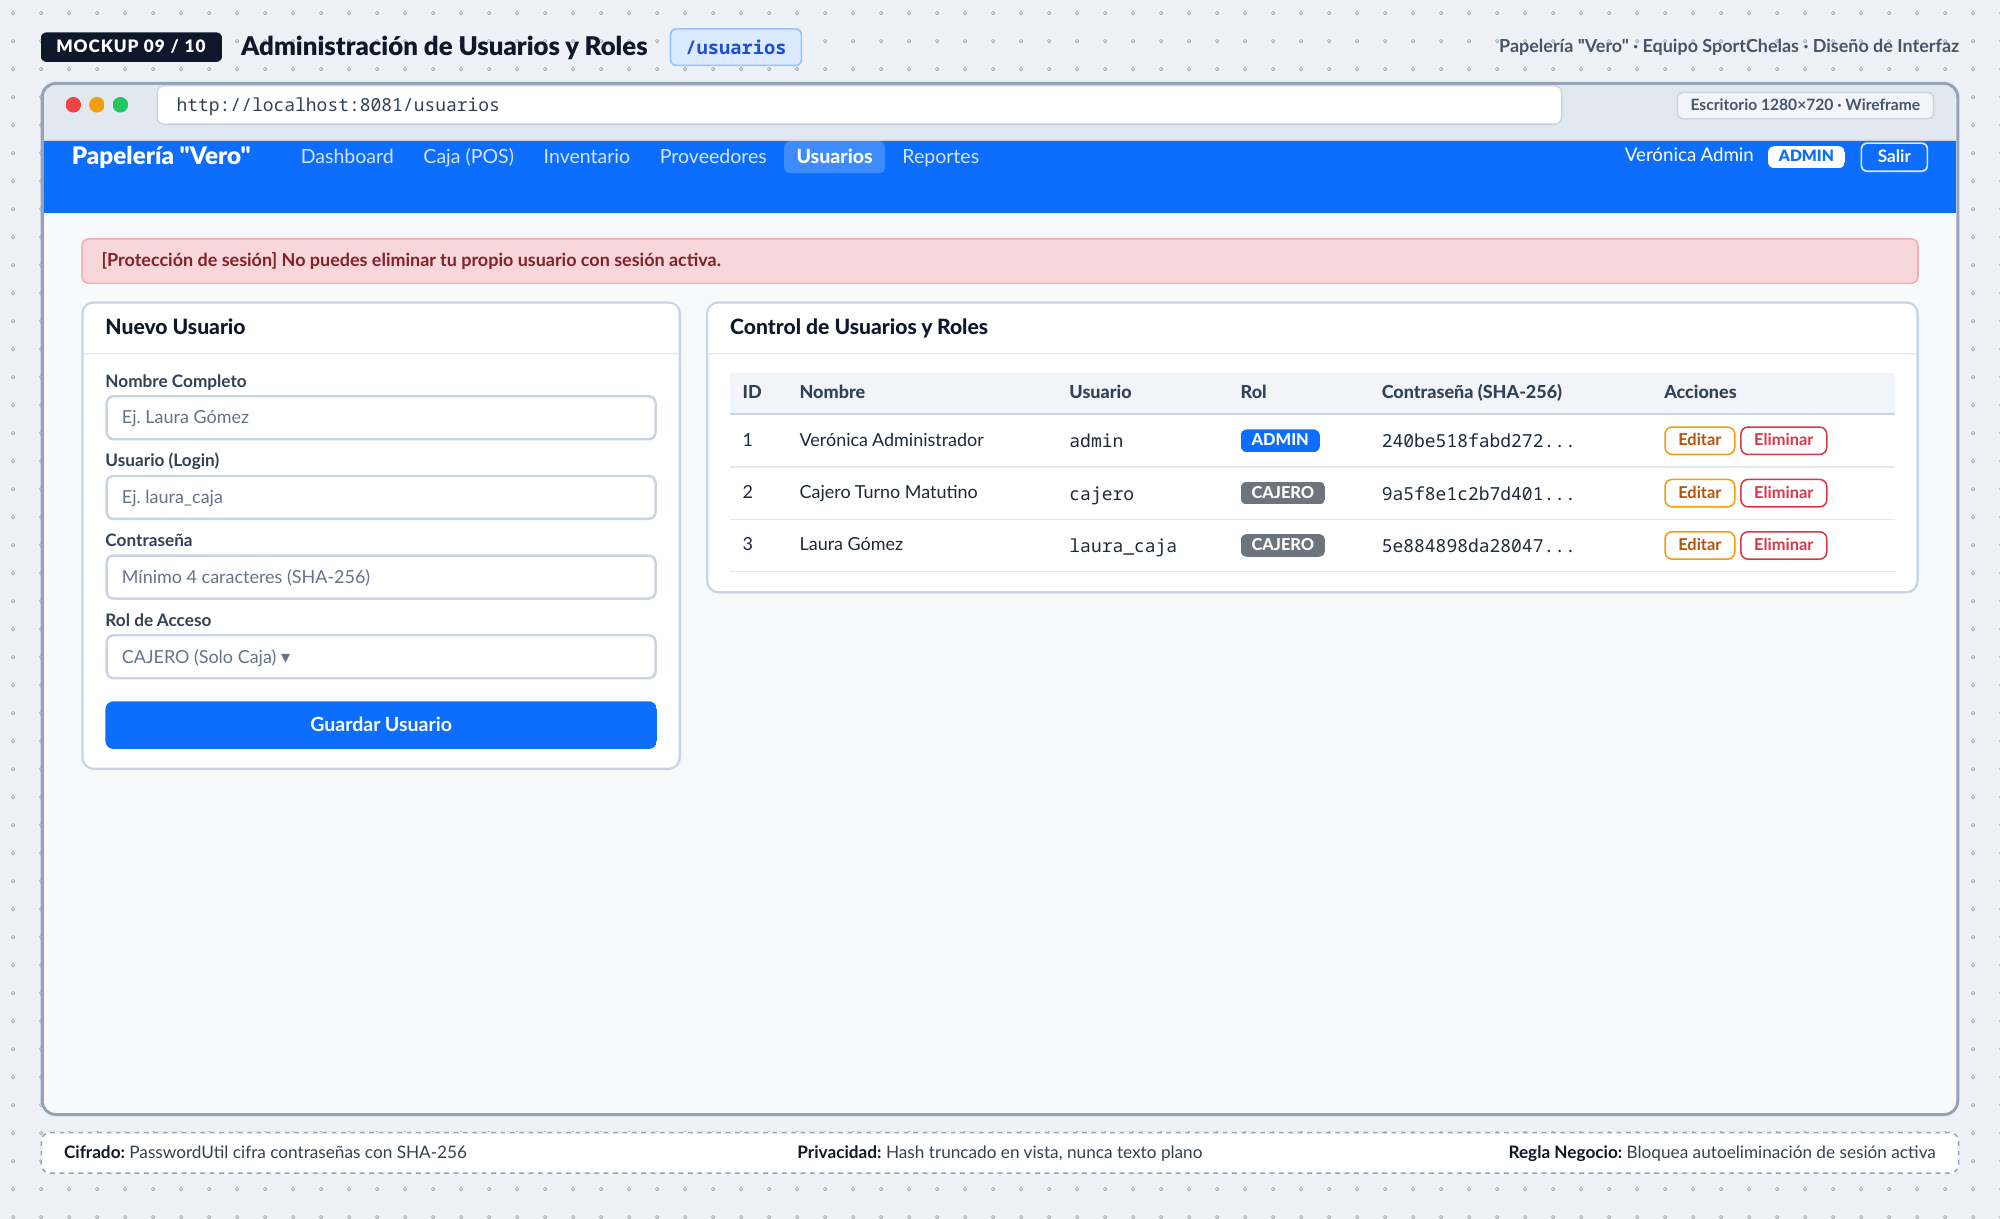 MOCKUP 09 / 10 Administración de Usuarios y Roles /usuarios Papelería "Vero" · Equipo SportChelas · Diseño de Interfaz
http://localhost:8081/usuarios Escritorio 1280×720 · Wireframe
Papelería "Vero" Dashboard Caja (POS) Inventario Proveedores Usuarios Reportes Verónica Admin ADMIN Salir
[Protección de sesión] No puedes eliminar tu propio usuario con sesión activa.
Nuevo Usuario
Nombre Completo
Ej. Laura Gómez
Usuario (Login)
Ej. laura_caja
Contraseña
Mínimo 4 caracteres (SHA-256)
Rol de Acceso
CAJERO (Solo Caja) ▾
Guardar Usuario
Control de Usuarios y Roles
ID Nombre Usuario Rol Contraseña (SHA-256) Acciones
1 Verónica Administrador admin ADMIN 240be518fabd272... Editar Eliminar
2 Cajero Turno Matutino cajero CAJERO 9a5f8e1c2b7d401... Editar Eliminar
3 Laura Gómez laura_caja CAJERO 5e884898da28047... Editar Eliminar
Cifrado: PasswordUtil cifra contraseñas con SHA-256 Privacidad: Hash truncado en vista, nunca texto plano Regla Negocio: Bloquea autoeliminación de sesión activa